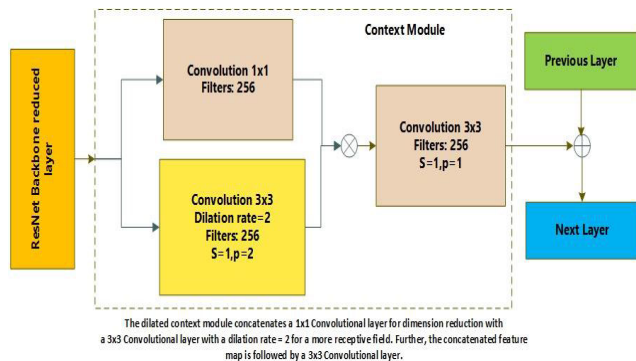 Context Module
ResNet Backbone reduced
layer
Convolution 1x1
Filters: 256
Convolution 3x3
Dilation rate=2
Filters: 256
S=1,p=2
Convolution 3x3
Filters: 256
S=1,p=1
Previous Layer
Next Layer
The dilated context module concatenates a 1x1 Convolutional layer for dimension reduction with
a 3x3 Convolutional layer with a dilation rate = 2 for a more receptive field. Further, the concatenated feature
map is followed by a 3x3 Convolutional layer.